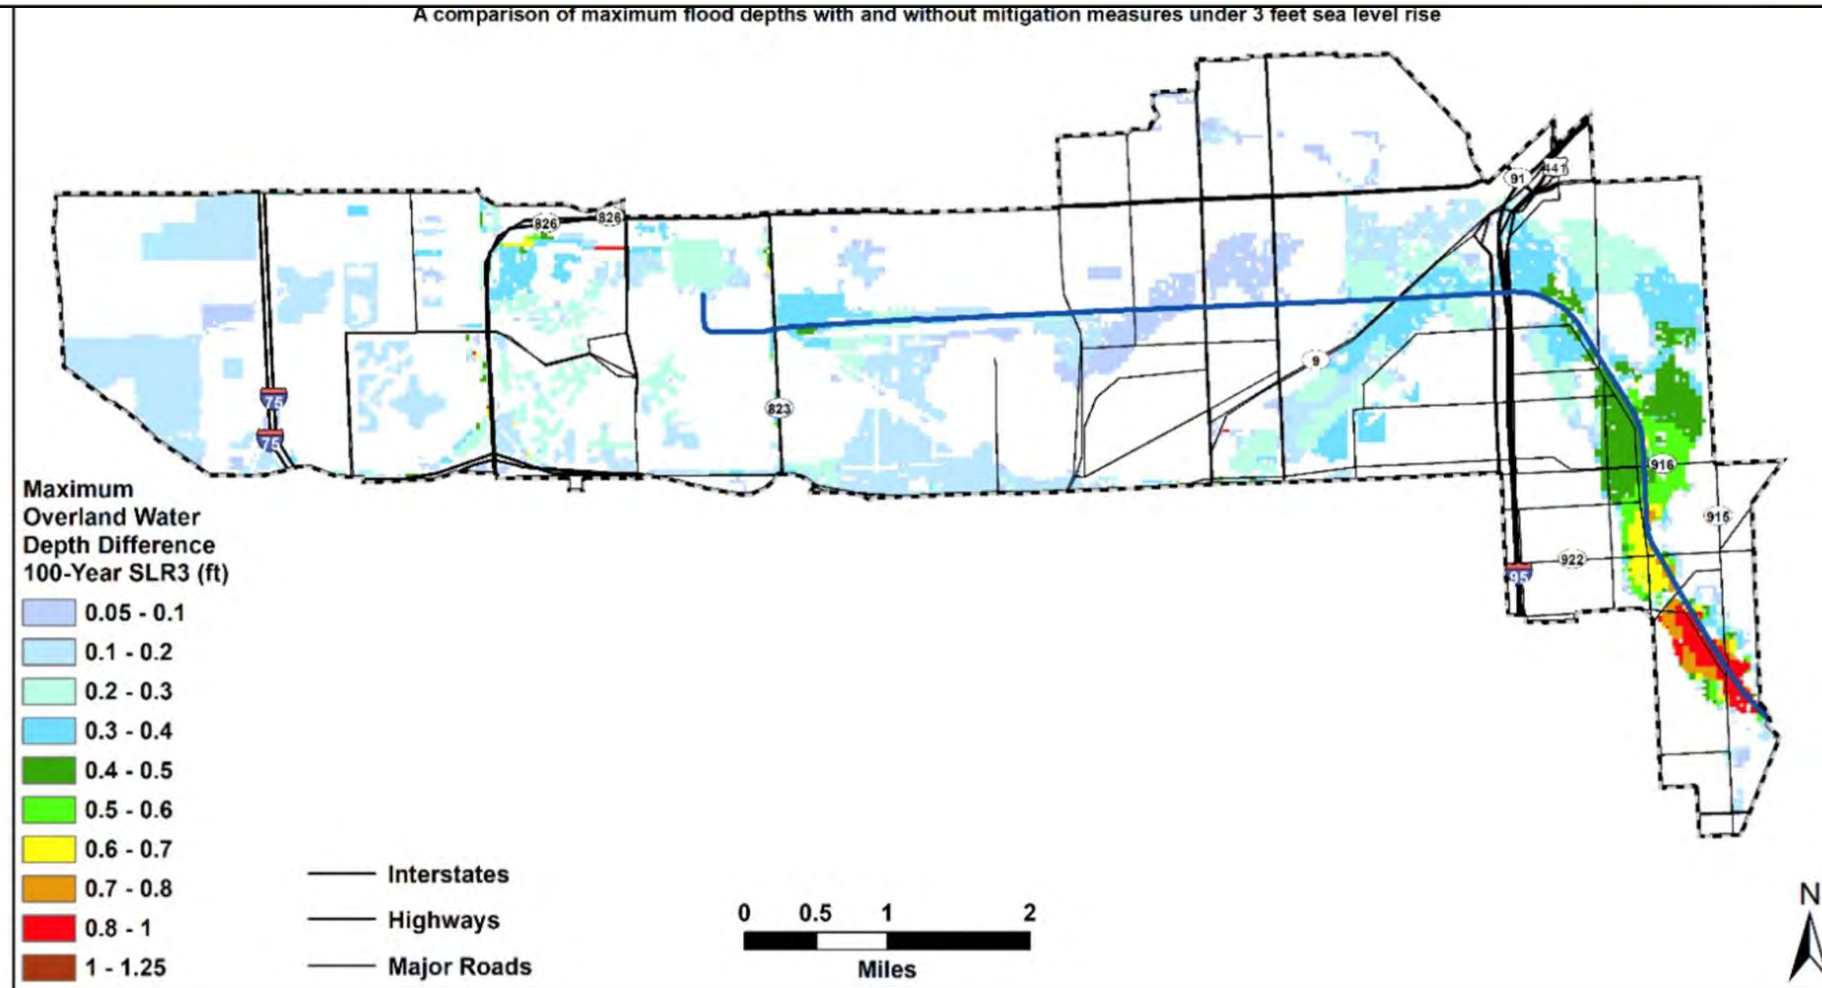 A comparison of maximum flood depths with and without mitigation measures under 3 feet sea level rise
91
441
826
826
75
75
823
9
916
915
922
95
Maximum
Overland Water
Depth Difference
100-Year SLR3 (ft)
0.05 - 0.1
0.1 - 0.2
0.2 - 0.3
0.3 - 0.4
0.4 - 0.5
0.5 - 0.6
0.6 - 0.7
0.7 - 0.8
0.8 - 1
1 - 1.25
Interstates
Highways
Major Roads
0 0.5 1 2
Miles
N